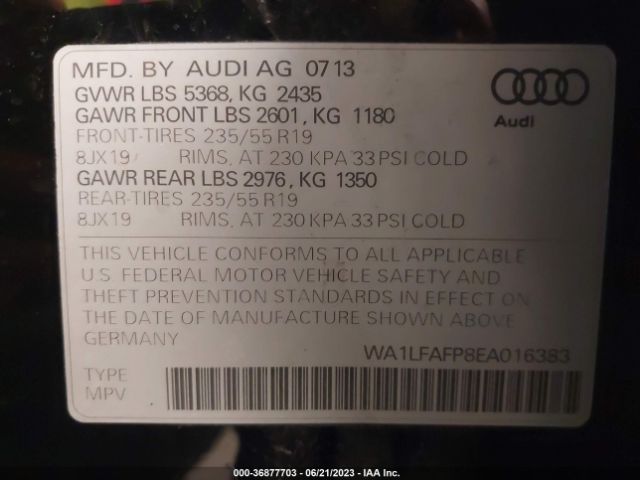 MFD. BY AUDI AG 07 13
GVWR LBS 5368, KG 2435
GAWR FRONT LBS 2601, KG 1180
FRONT-TIRES 235/55 R19
8JX19 RIMS, AT 230 KPA 33 PSI COLD
GAWR REAR LBS 2976, KG 1350
REAR-TIRES 235/55 R19
8JX19 RIMS, AT 230 KPA 33 PSI COLD
Audi
THIS VEHICLE CONFORMS TO ALL APPLICABLE
U.S. FEDERAL MOTOR VEHICLE SAFETY AND
THEFT PREVENTION STANDARDS IN EFFECT ON
THE DATE OF MANUFACTURE SHOWN ABOVE
GERMANY
WA1LFAFP8EA016383
TYPE
MPV
000-36877703 - 06/21/2023 - IAA Inc.